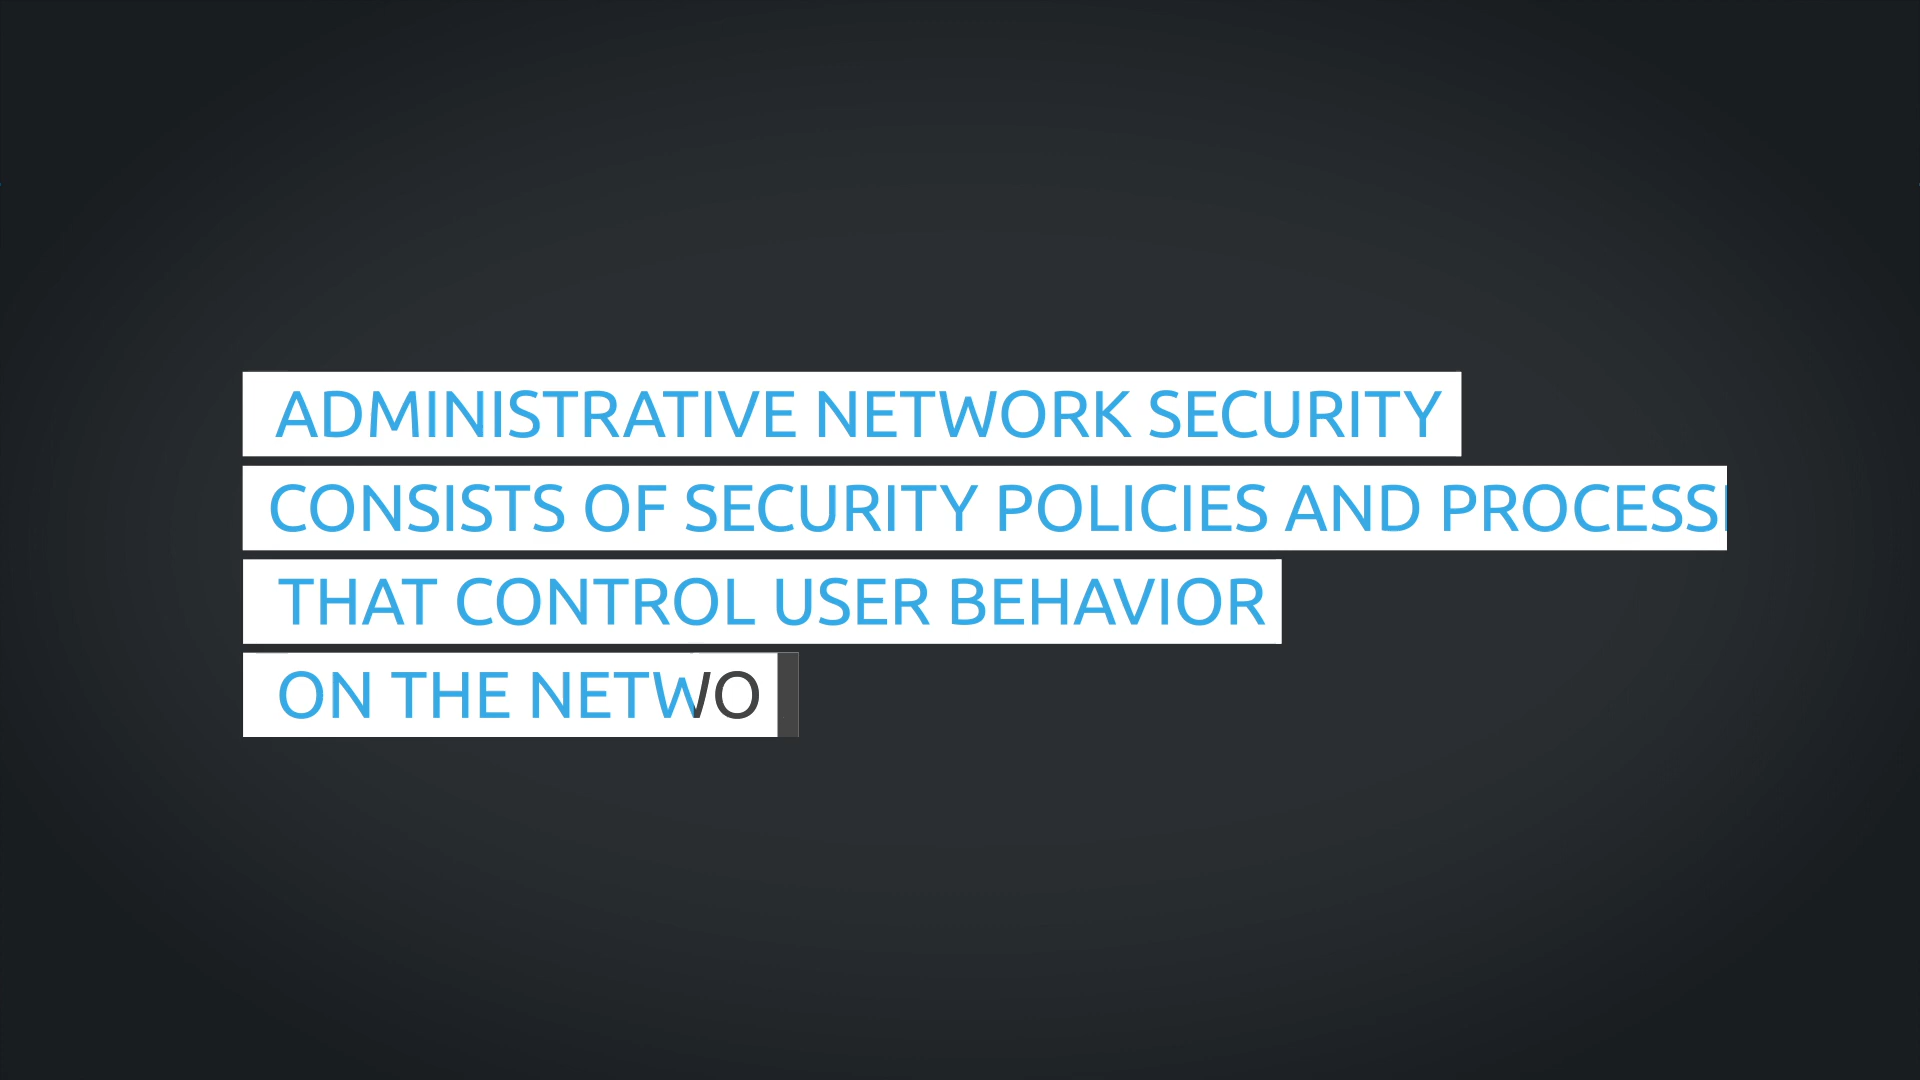 ADMINISTRATIVE NETWORK SECURITY
CONSISTS OF SECURITY POLICIES AND PROCESS
THAT CONTROL USER BEHAVIOR
ON THE NETWO